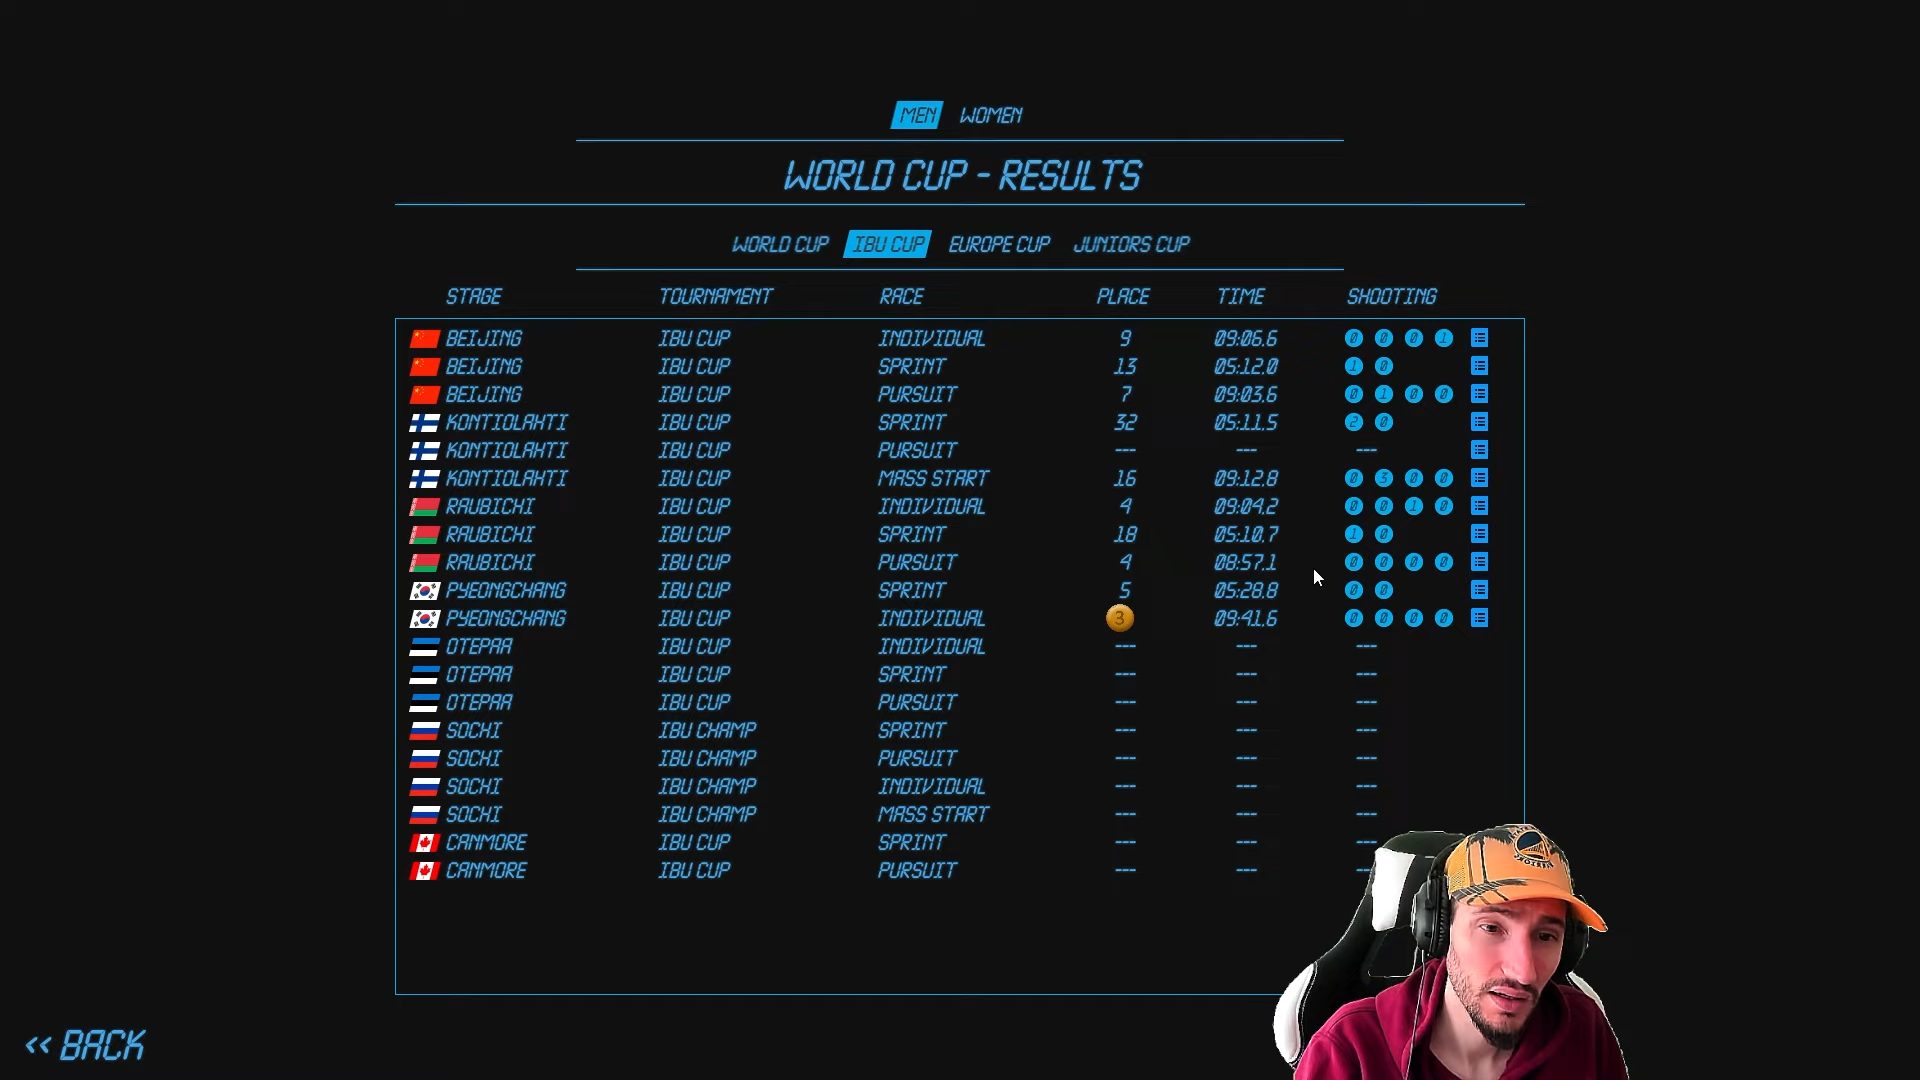 MEN WOMEN
WORLD CUP - RESULTS
WORLD CUP IBU CUP EUROPE CUP JUNIORS CUP
STAGE TOURNAMENT RACE PLACE TIME SHOOTING
BEIJING IBU CUP INDIVIDUAL 9 09:06.6 0 0 0 1
BEIJING IBU CUP SPRINT 13 05:12.0 1 0
BEIJING IBU CUP PURSUIT 7 09:03.6 0 1 0 0
KONTIOLAHTI IBU CUP SPRINT 32 05:11.5 2 0
KONTIOLAHTI IBU CUP PURSUIT --- --- ---
KONTIOLAHTI IBU CUP MASS START 16 09:12.8 0 3 0 0
RAUBICHI IBU CUP INDIVIDUAL 4 09:04.2 0 0 1 0
RAUBICHI IBU CUP SPRINT 18 05:10.7 1 0
RAUBICHI IBU CUP PURSUIT 4 08:57.1 0 0 0 0
PYEONGCHANG IBU CUP SPRINT 5 05:28.8 0 0
PYEONGCHANG IBU CUP INDIVIDUAL 3 09:41.6 0 0 0 0
OTEPAA IBU CUP INDIVIDUAL --- --- ---
OTEPAA IBU CUP SPRINT --- --- ---
OTEPAA IBU CUP PURSUIT --- --- ---
SOCHI IBU CHAMP SPRINT --- --- ---
SOCHI IBU CHAMP PURSUIT --- --- ---
SOCHI IBU CHAMP INDIVIDUAL --- --- ---
SOCHI IBU CHAMP MASS START --- --- ---
CANMORE IBU CUP SPRINT --- --- ---
CANMORE IBU CUP PURSUIT --- --- ---
<< BACK